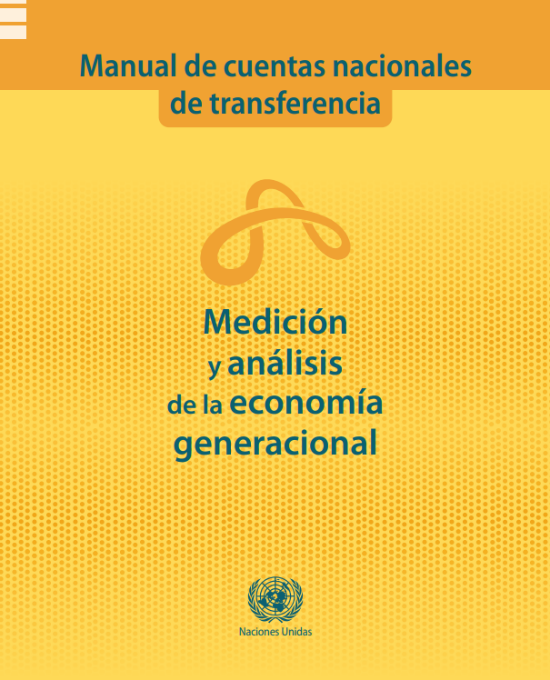 Manual de cuentas nacionales
de transferencia
Medición
y análisis
de la economía
generacional
Naciones Unidas